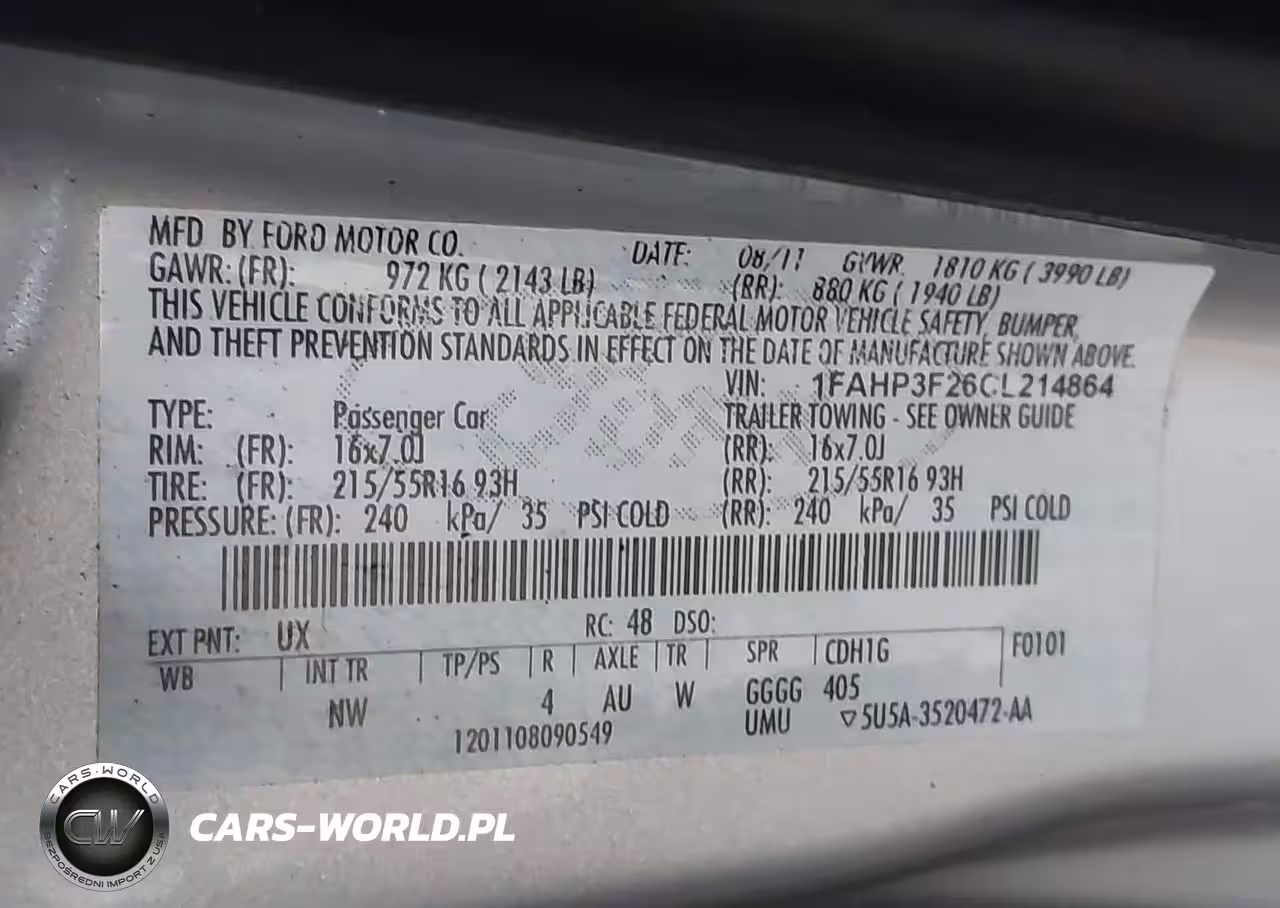 MFD BY FORD MOTOR CO. DATE: 08/11 GVWR 1810 KG ( 3990 LB)
GAWR: (FR): 972 KG ( 2143 LB) (RR): 880 KG ( 1940 LB)
THIS VEHICLE CONFORMS TO ALL APPLICABLE FEDERAL MOTOR VEHICLE SAFETY, BUMPER,
AND THEFT PREVENTION STANDARDS IN EFFECT ON THE DATE OF MANUFACTURE SHOWN ABOVE.
VIN: 1FAHP3F26CL214864
TYPE: Passenger Car TRAILER TOWING - SEE OWNER GUIDE
RIM: (FR): 16x7.0J (RR): 16x7.0J
TIRE: (FR): 215/55R16 93H (RR): 215/55R16 93H
PRESSURE: (FR): 240 kPa/ 35 PSI COLD (RR): 240 kPa/ 35 PSI COLD
EXT PNT: UX RC: 48 DSO:
WB INT TR TP/PS R AXLE TR SPR CDH1G F0101
NW 4 AU W GGGG 405
1201108090549 UMU ▽5U5A-3520472-AA
CARS-WORLD
CW
BEZPOŚREDNI IMPORT Z USA
CARS-WORLD.PL